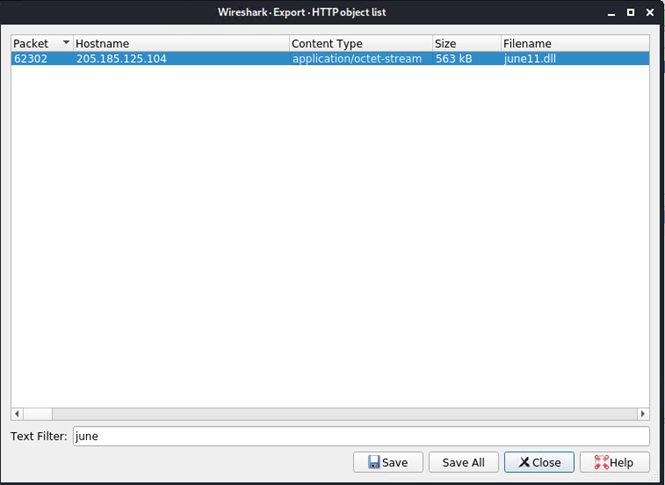 Wireshark · Export · HTTP object list
Packet Hostname Content Type Size Filename
62302 205.185.125.104 application/octet-stream 563 kB june11.dll
Text Filter: june
Save Save All Close Help